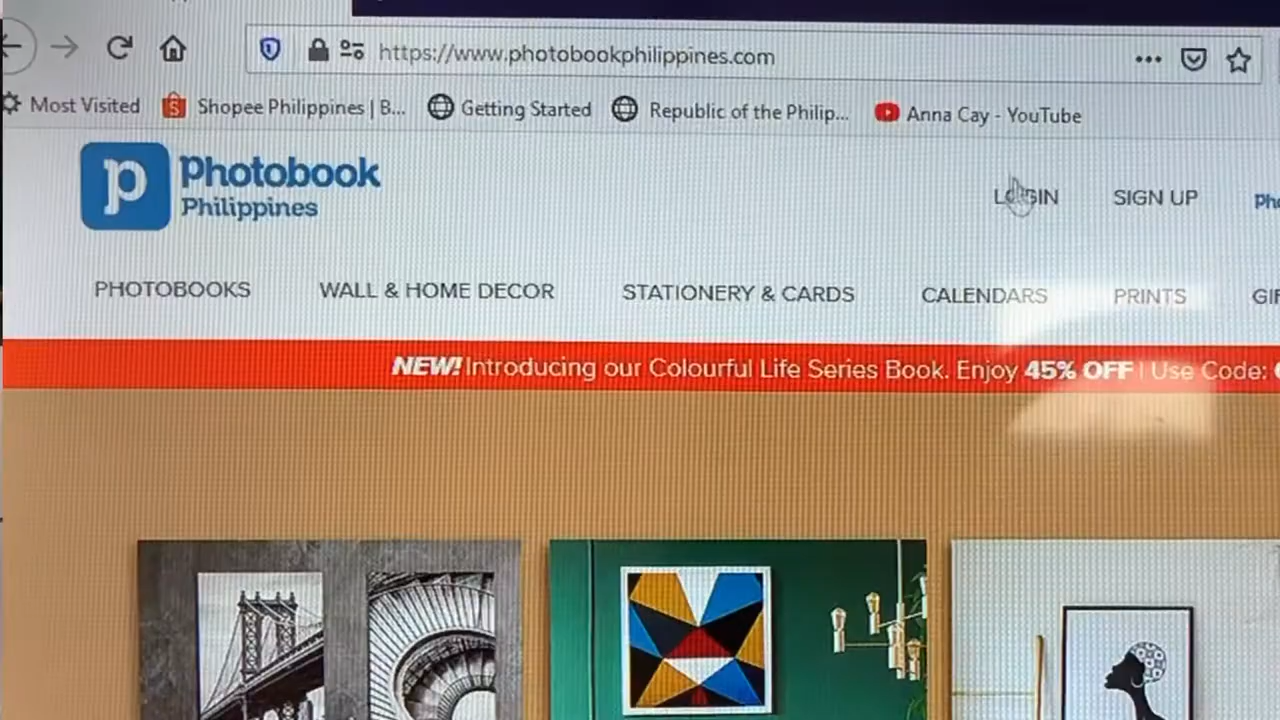 https://www.photobookphilippines.com
Most Visited
Shopee Philippines | B...
Getting Started
Republic of the Philip...
Anna Cay - YouTube
p
Photobook
Philippines
LOGIN
SIGN UP
PHOTOBOOKS
WALL & HOME DECOR
STATIONERY & CARDS
CALENDARS
PRINTS
NEW! Introducing our Colourful Life Series Book. Enjoy 45% OFF | Use Code: